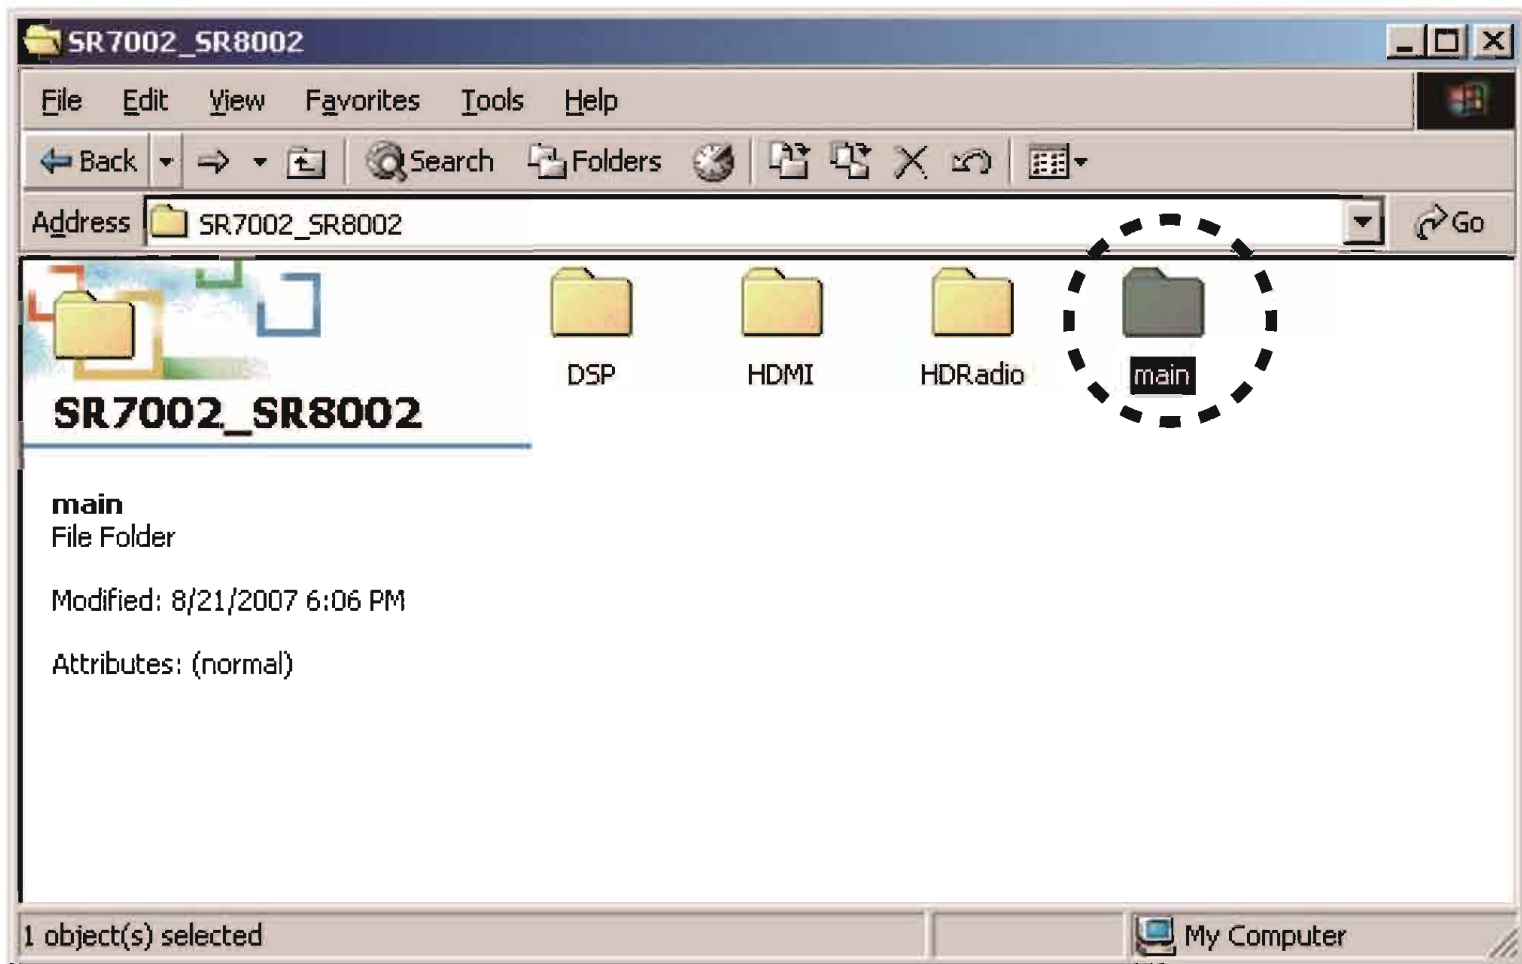 SR7002_SR8002
File Edit View Favorites Tools Help
Back Search Folders
Address SR7002_SR8002 Go
DSP HDMI HDRadio main
SR7002_SR8002
main
File Folder
Modified: 8/21/2007 6:06 PM
Attributes: (normal)
1 object(s) selected My Computer